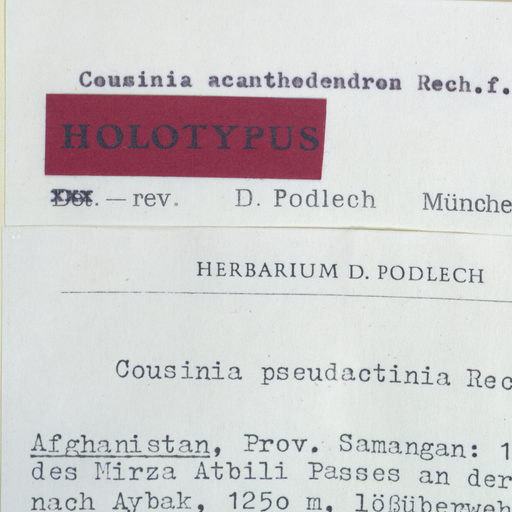 Cousinia acanthodendron Rech.f.
HOLOTYPUS
Det. — rev. D. Podlech Münche
HERBARIUM D. PODLECH
Cousinia pseudactinia Rec
Afghanistan, Prov. Samangan: 1
des Mirza Atbili Passes an der
nach Aybak, 125o m, lößüberweh